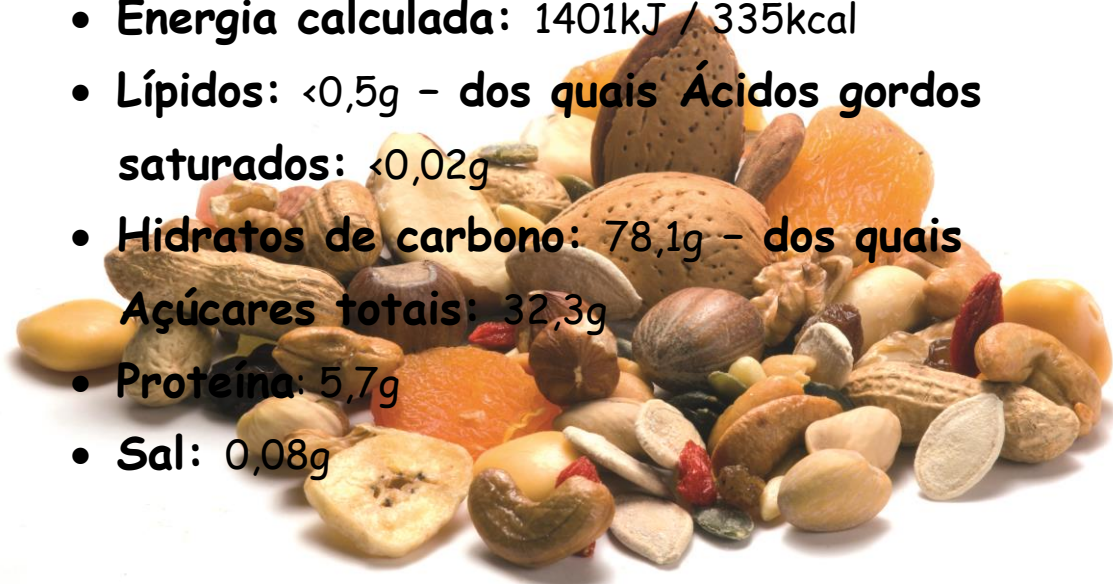 • Energia calculada: 1401kJ / 335kcal
• Lípidos: <0,5g – dos quais Ácidos gordos
saturados: <0,02g
• Hidratos de carbono: 78,1g – dos quais
Açúcares totais: 32,3g
• Proteína: 5,7g
• Sal: 0,08g